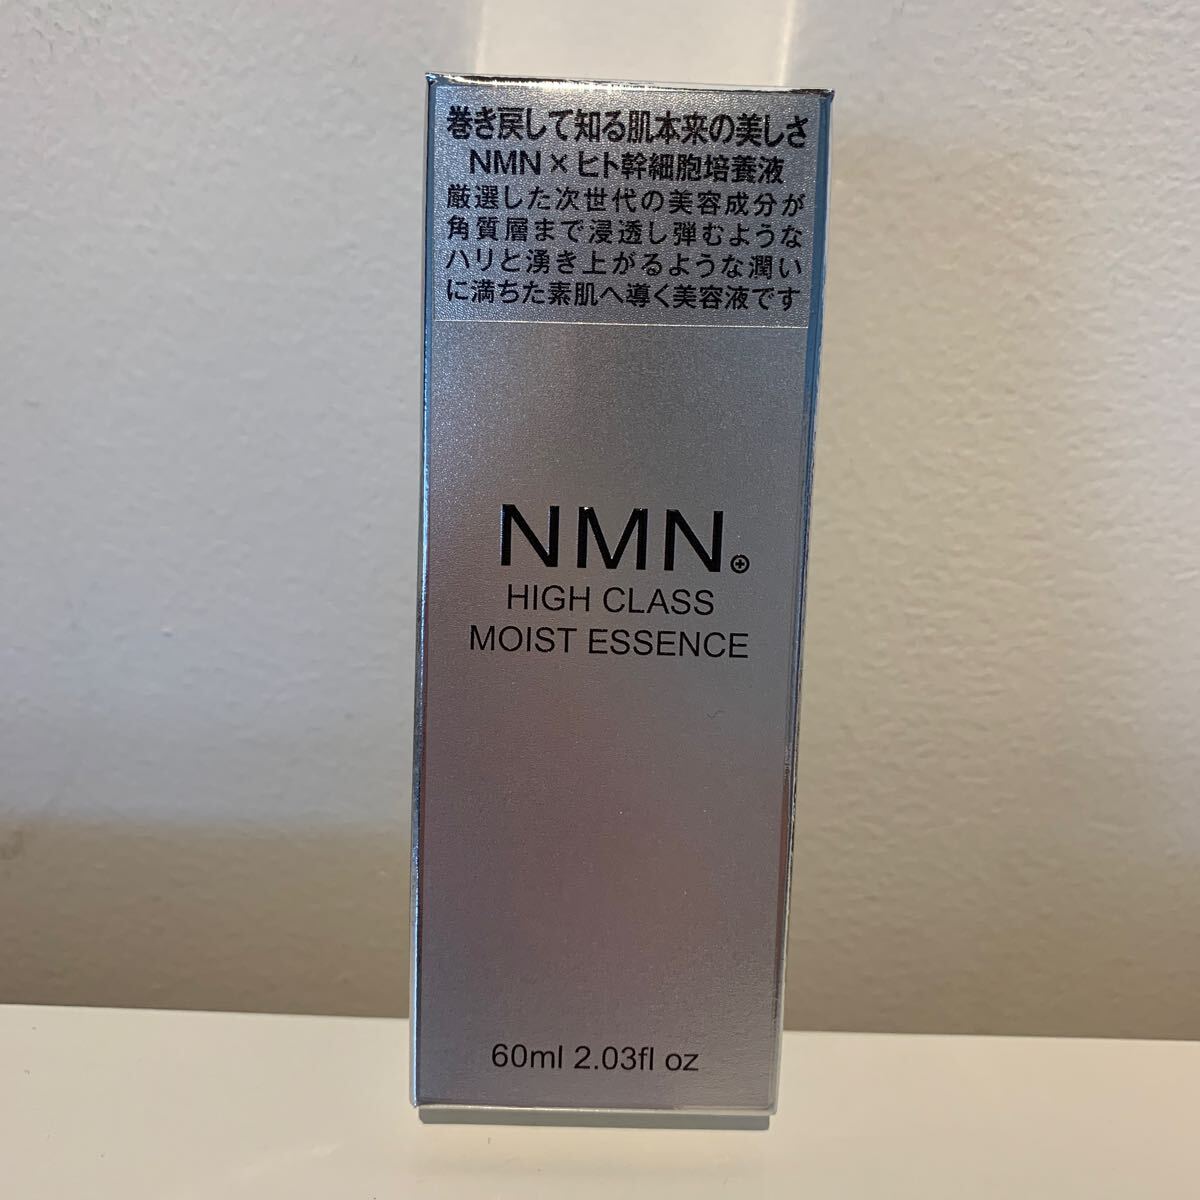 巻き戻して知る肌本来の美しさ
NMN×ヒト幹細胞培養液
厳選した次世代の美容成分が
角質層まで浸透し弾むような
ハリと湧き上がるような潤い
に満ちた素肌へ導く美容液です
NMN
HIGH CLASS
MOIST ESSENCE
60ml 2.03fl oz